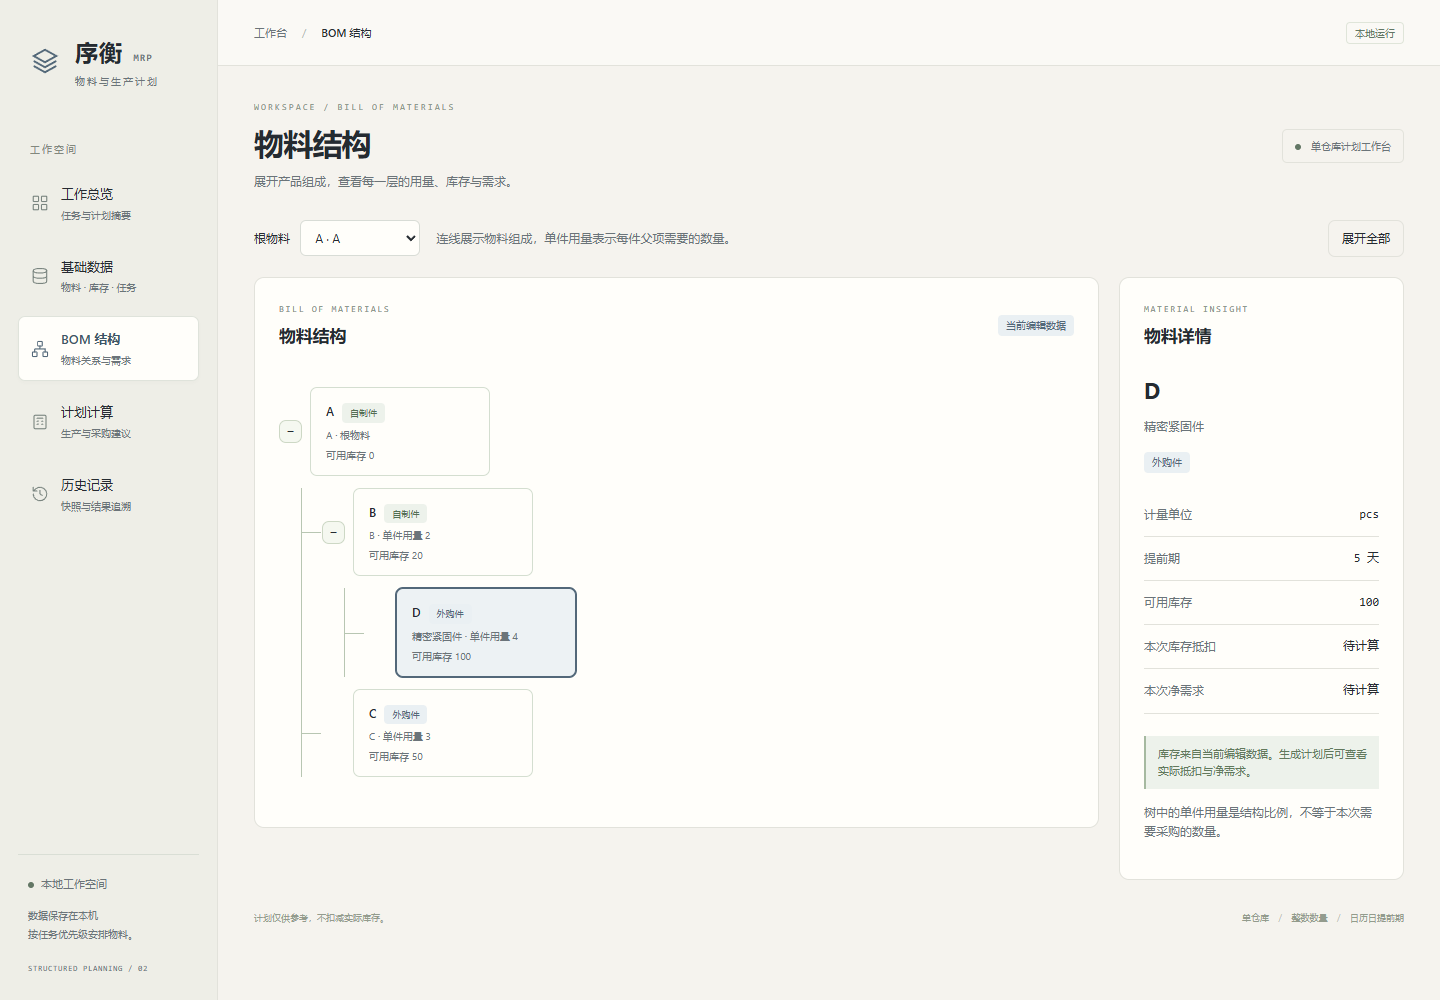 序衡 MRP
物料与生产计划
工作空间
工作总览
任务与计划摘要
基础数据
物料 · 库存 · 任务
BOM 结构
物料关系与需求
计划计算
生产与采购建议
历史记录
快照与结果追溯
本地工作空间
数据保存在本机
按任务优先级安排物料。
STRUCTURED PLANNING / 02
工作台 / BOM 结构
本地运行
WORKSPACE / BILL OF MATERIALS
物料结构
单仓库计划工作台
展开产品组成，查看每一层的用量、库存与需求。
根物料 A · A 连线展示物料组成，单件用量表示每件父项需要的数量。
展开全部
BILL OF MATERIALS
物料结构
当前编辑数据
− A 自制件
A · 根物料
可用库存 0
− B 自制件
B · 单件用量 2
可用库存 20
D 外购件
精密紧固件 · 单件用量 4
可用库存 100
C 外购件
C · 单件用量 3
可用库存 50
MATERIAL INSIGHT
物料详情
D
精密紧固件
外购件
计量单位 pcs
提前期 5 天
可用库存 100
本次库存抵扣 待计算
本次净需求 待计算
库存来自当前编辑数据。生成计划后可查看
实际抵扣与净需求。
树中的单件用量是结构比例，不等于本次需
要采购的数量。
计划仅供参考，不扣减实际库存。
单仓库 / 整数数量 / 日历日提前期